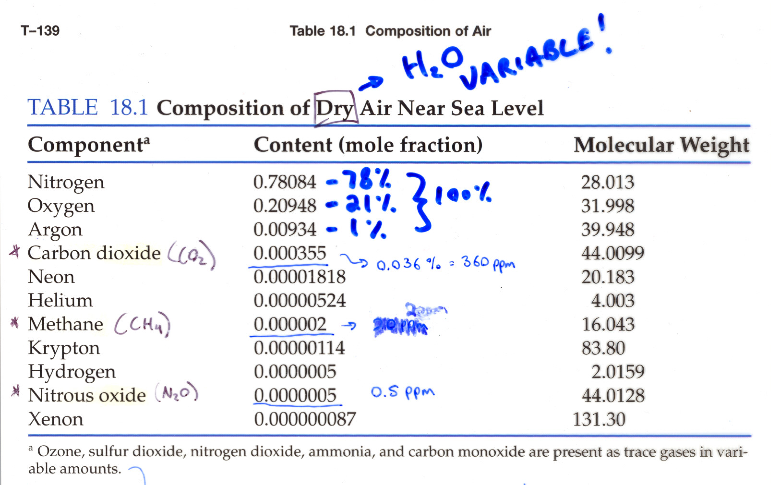 T–139 Table 18.1 Composition of Air
→ H₂O VARIABLE!
TABLE 18.1 Composition of Dry Air Near Sea Level
Componentᵃ Content (mole fraction) Molecular Weight
Nitrogen 0.78084 – 78% 28.013
Oxygen 0.20948 – 21% } 100% 31.998
Argon 0.00934 – 1% 39.948
* Carbon dioxide (CO₂) 0.000355 → 0.036 % = 360 ppm 44.0099
Neon 0.00001818 20.183
Helium 0.00000524 4.003
* Methane (CH₄) 0.000002 → 2 ppm 16.043
Krypton 0.00000114 83.80
Hydrogen 0.0000005 2.0159
* Nitrous oxide (N₂O) 0.0000005 0.5 ppm 44.0128
Xenon 0.000000087 131.30
ᵃ Ozone, sulfur dioxide, nitrogen dioxide, ammonia, and carbon monoxide are present as trace gases in vari-
able amounts.